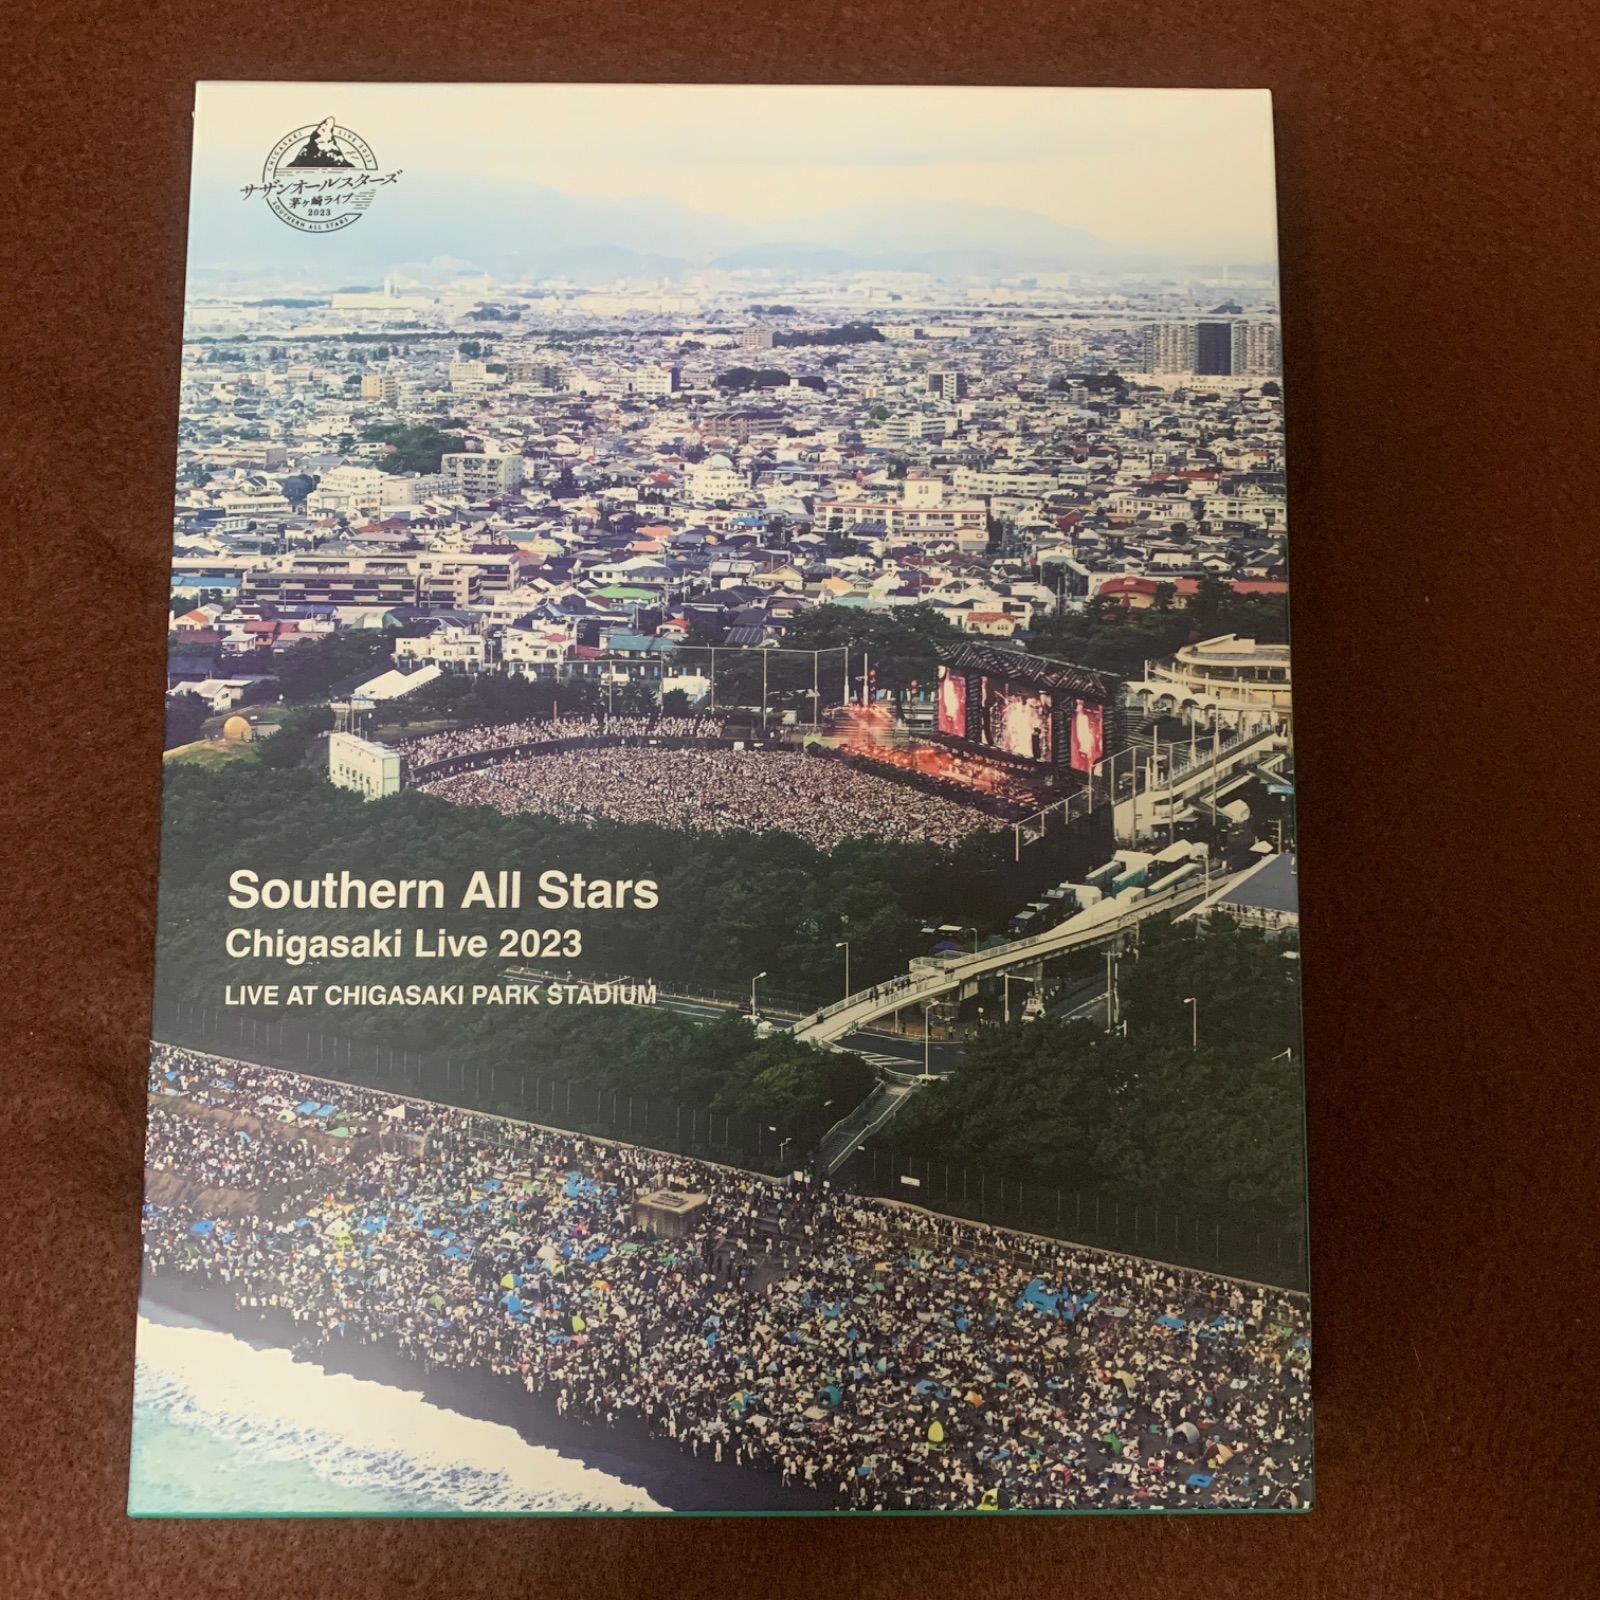 CHIGASAKI LIVE 2023
サザンオールスターズ
茅ヶ崎ライブ
2023
SOUTHERN ALL STARS
Southern All Stars
Chigasaki Live 2023
LIVE AT CHIGASAKI PARK STADIUM